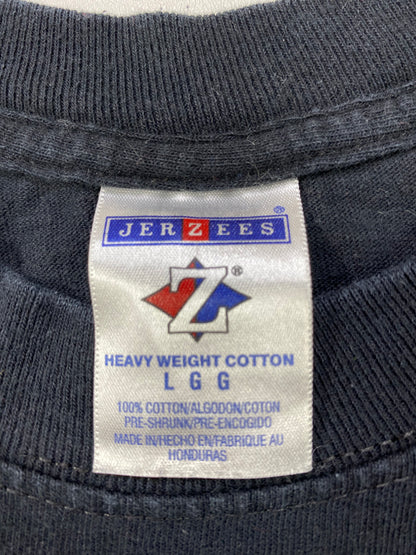 JERZEES®
Z®
HEAVY WEIGHT COTTON
L G G
100% COTTON/ALGODON/COTON
PRE-SHRUNK/PRE-ENCOGIDO
MADE IN/HECHO EN/FABRIQUE AU
HONDURAS